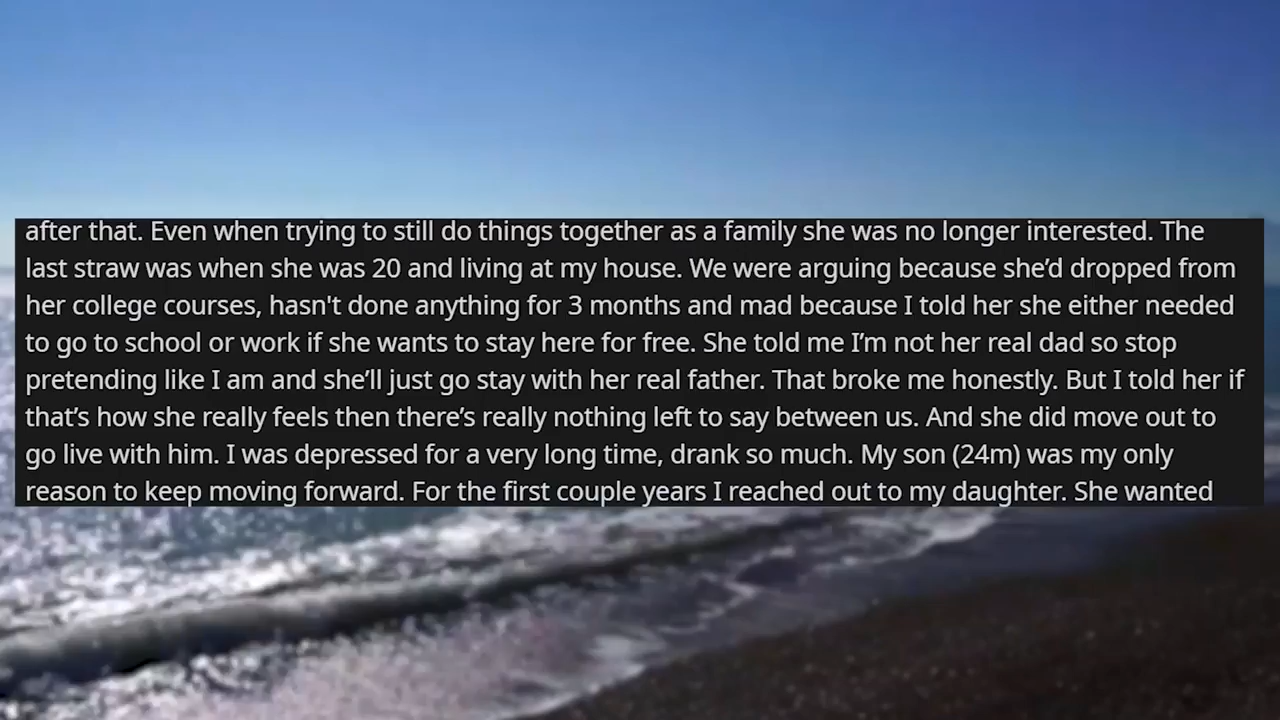 after that. Even when trying to still do things together as a family she was no longer interested. The
last straw was when she was 20 and living at my house. We were arguing because she’d dropped from
her college courses, hasn't done anything for 3 months and mad because I told her she either needed
to go to school or work if she wants to stay here for free. She told me I’m not her real dad so stop
pretending like I am and she’ll just go stay with her real father. That broke me honestly. But I told her if
that’s how she really feels then there’s really nothing left to say between us. And she did move out to
go live with him. I was depressed for a very long time, drank so much. My son (24m) was my only
reason to keep moving forward. For the first couple years I reached out to my daughter. She wanted